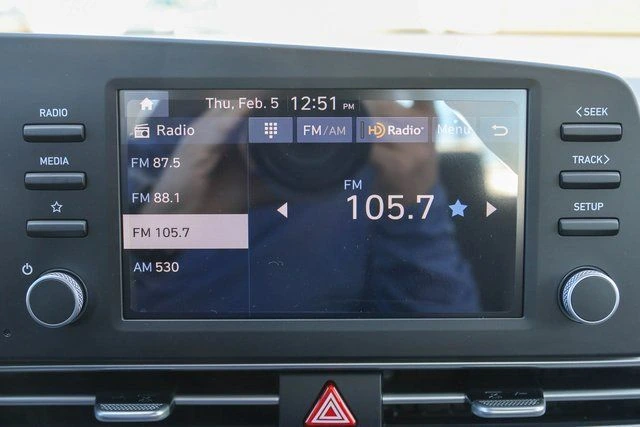 RADIO
MEDIA
Thu, Feb. 5 12:51 PM
Radio FM/AM HD Radio Menu
FM 87.5
FM 88.1
FM 105.7
AM 530
FM
105.7
<SEEK
TRACK>
SETUP